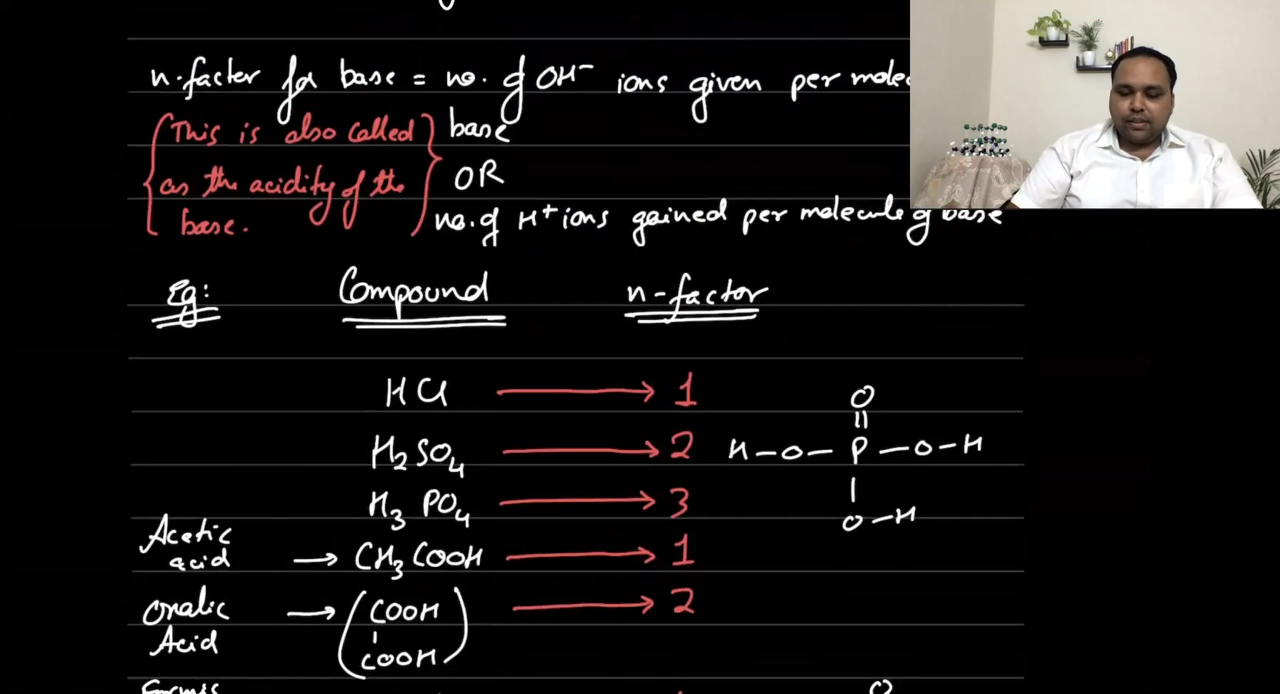 n-factor for base = no. of OH⁻ ions given per molec
(This is also called as the acidity of the base.)
base
OR
no. of H⁺ ions gained per molecule of base
Eg:
Compound
n-factor
HCl → 1
H₂SO₄ → 2
H₃PO₄ → 3
Acetic acid → CH₃COOH → 1
Oxalic Acid → (COOH
COOH) → 2
O
H-O-P-O-H
O-H
O